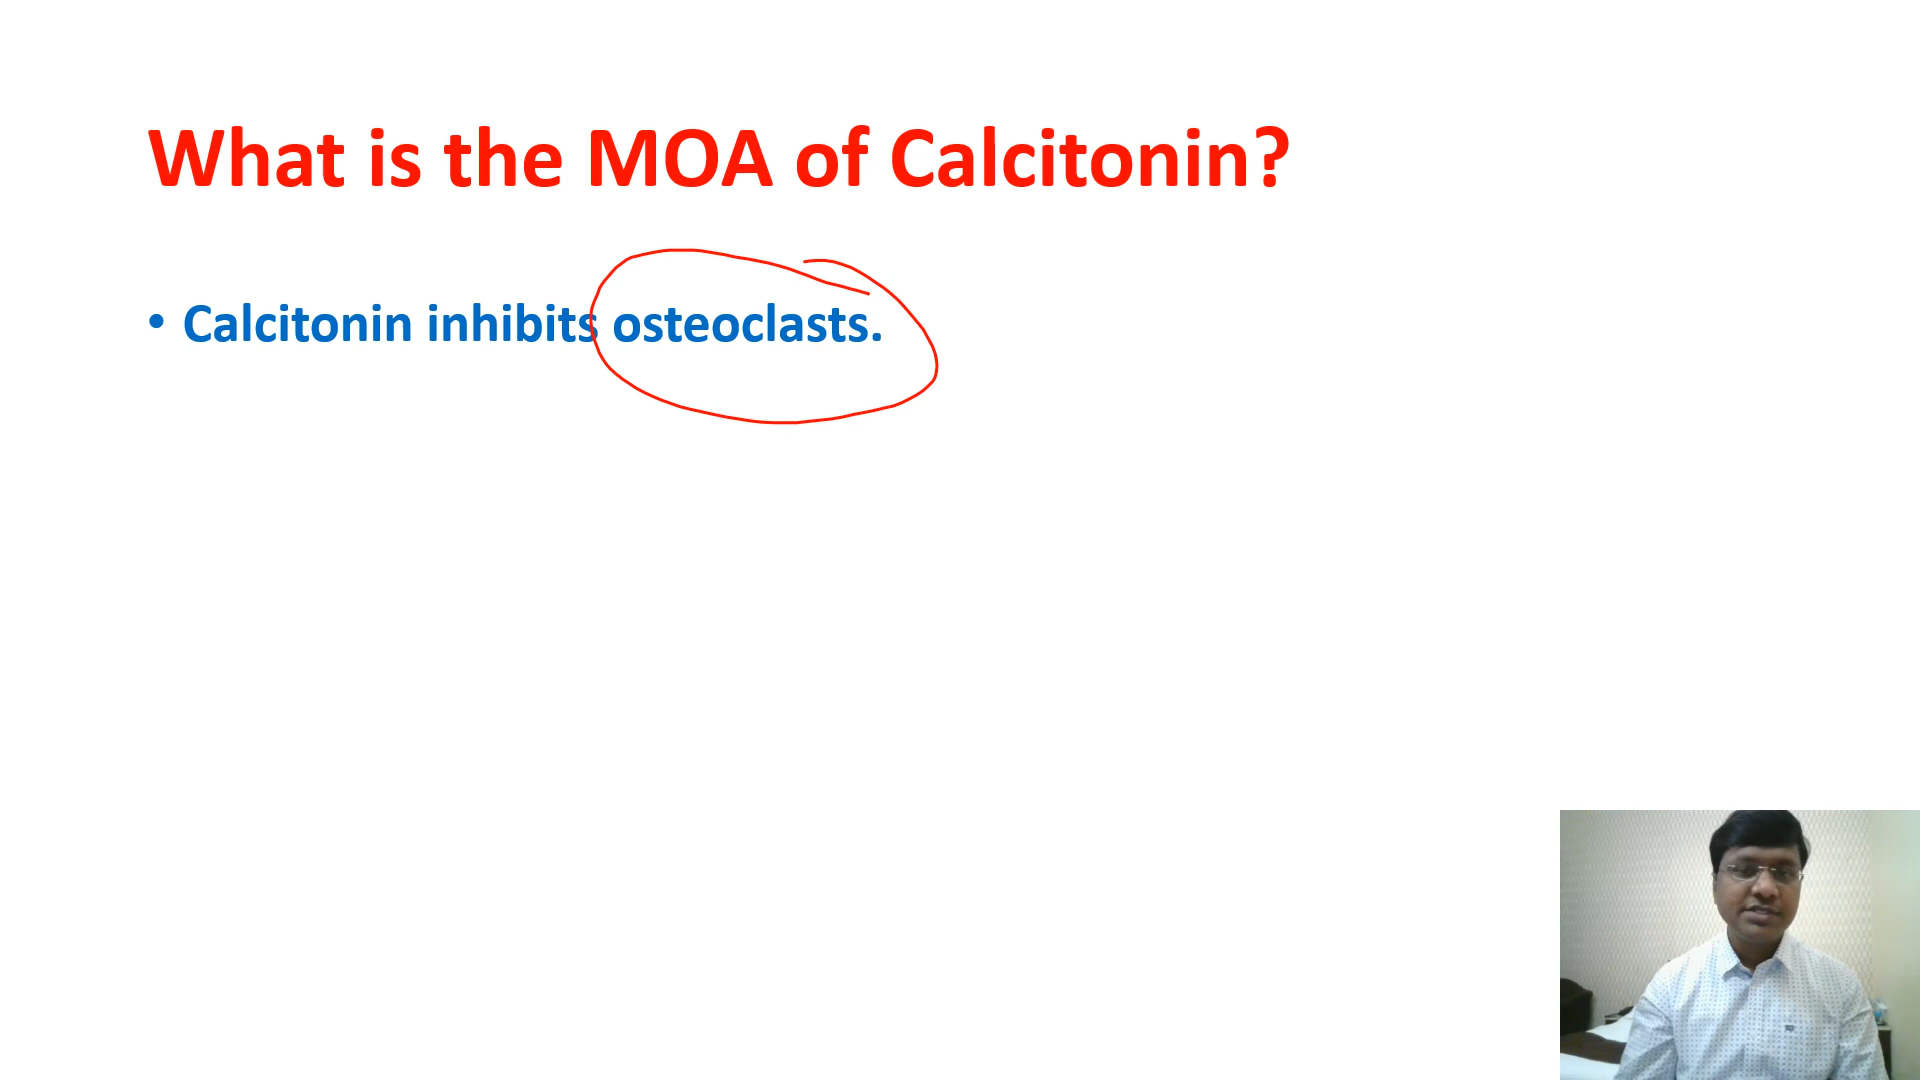 What is the MOA of Calcitonin?
• Calcitonin inhibits osteoclasts.